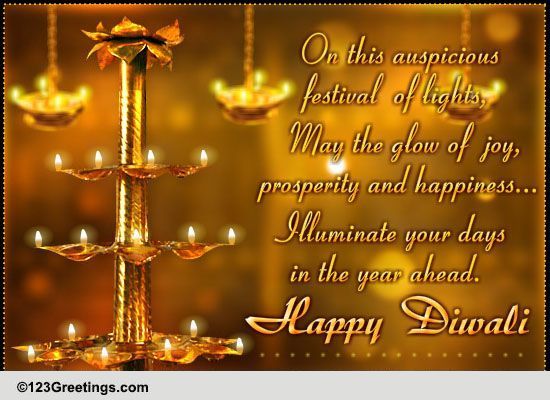 On this auspicious
festival of lights,
May the glow of joy,
prosperity and happiness...
Illuminate your days
in the year ahead.
Happy Diwali
©123Greetings.com